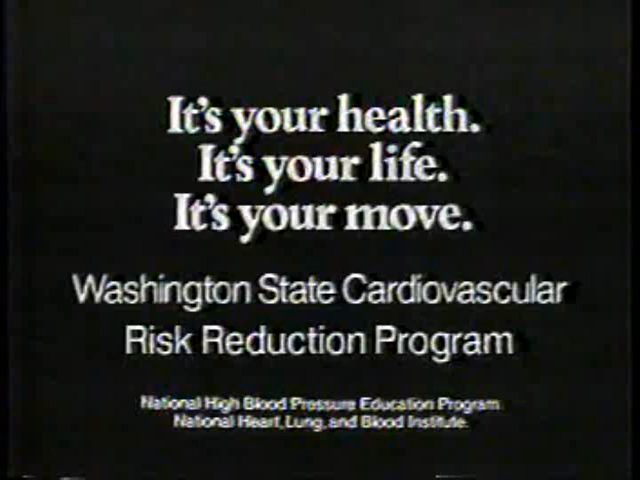 It's your health.
It's your life.
It's your move.
Washington State Cardiovascular
Risk Reduction Program
National High Blood Pressure Education Program
National Heart, Lung, and Blood Institute.